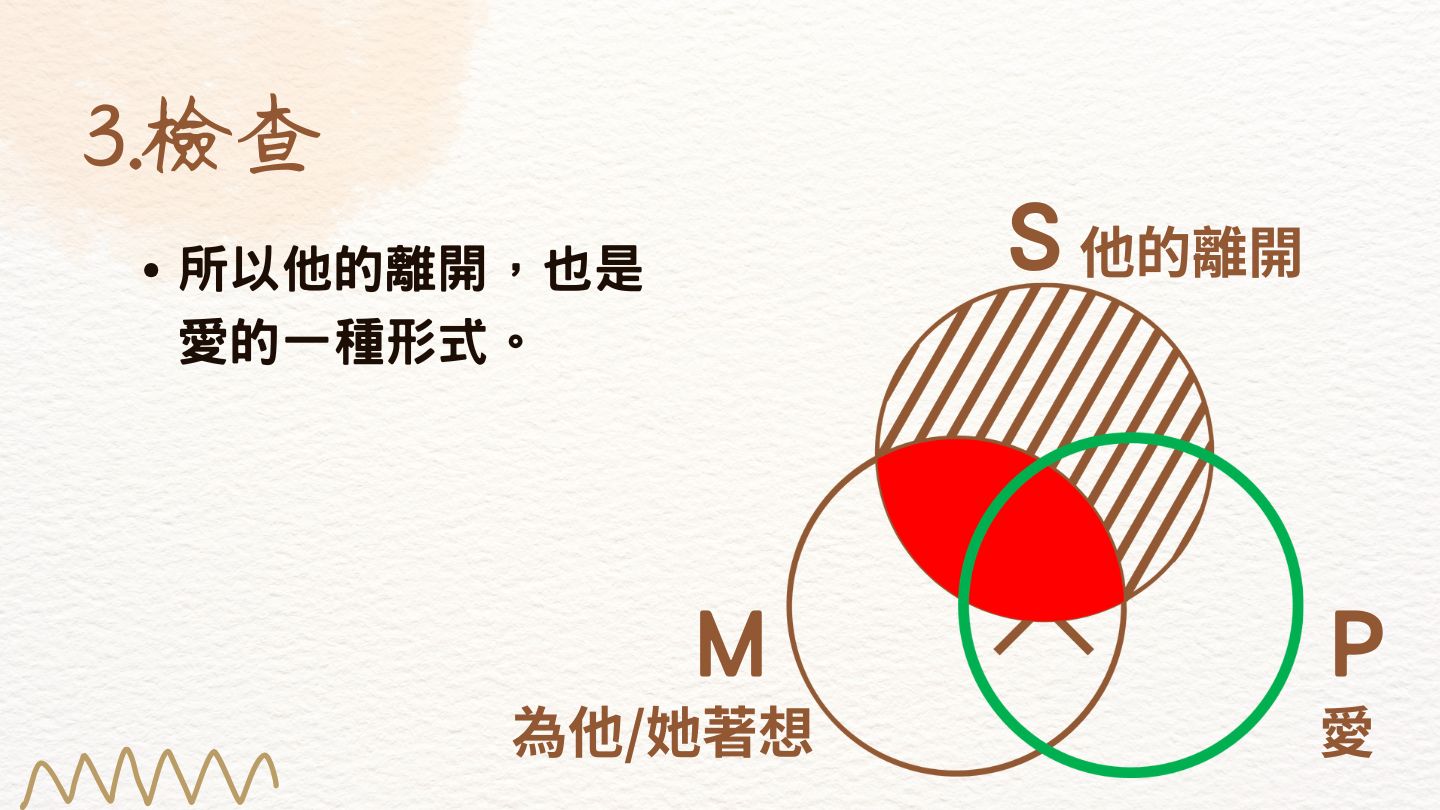 3.檢查
• 所以他的離開，也是
愛的一種形式。
S 他的離開
M
為他/她著想
P
愛